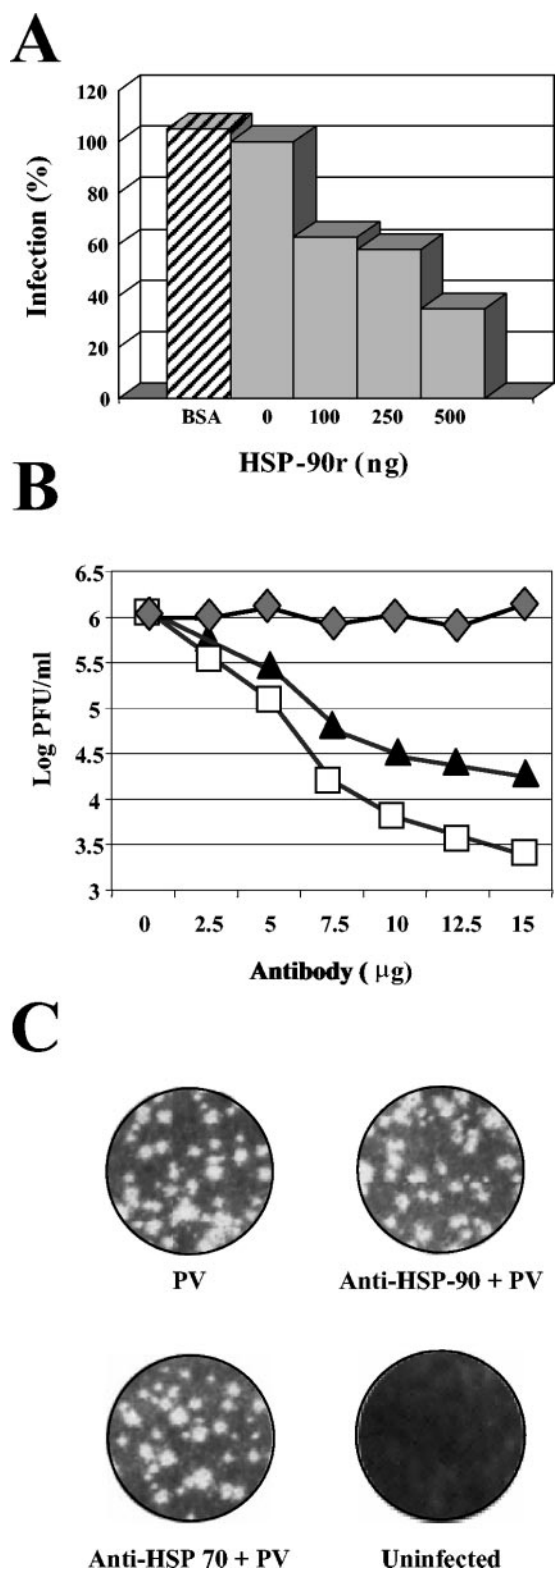 A
Infection (%)
120
100
80
60
40
20
0
BSA 0 100 250 500
HSP-90r (ng)
B
Log PFU/ml
6.5
6
5.5
5
4.5
4
3.5
3
0 2.5 5 7.5 10 12.5 15
Antibody ( μg)
C
PV Anti-HSP-90 + PV
Anti-HSP 70 + PV Uninfected